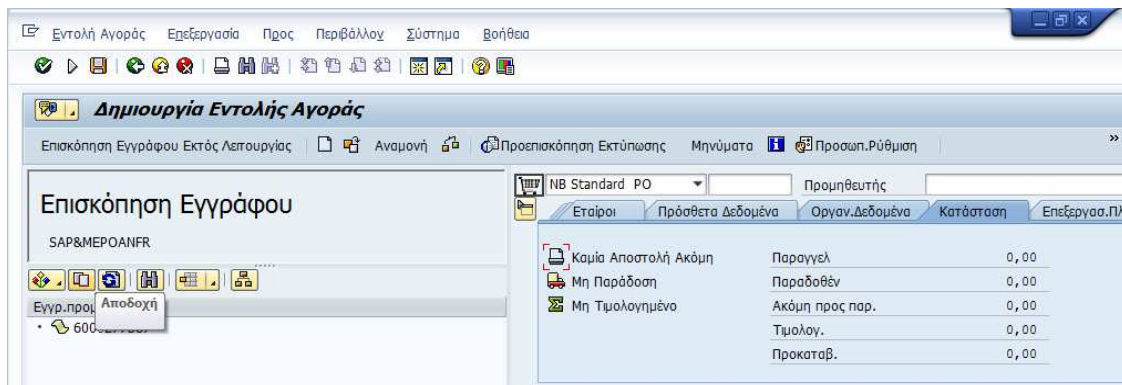 Εντολή Αγοράς Επεξεργασία Προς Περιβάλλον Σύστημα Βοήθεια
Δημιουργία Εντολής Αγοράς
Επισκόπηση Εγγράφου Εκτός Λειτουργίας Αναμονή Προεπισκόπηση Εκτύπωσης Μηνύματα Προσωπ.Ρύθμιση »
NB Standard PO Προμηθευτής
Επισκόπηση Εγγράφου
Εταίροι Πρόσθετα Δεδομένα Οργαν.Δεδομένα Κατάσταση
SAP&MEPOANFR
Καμία Αποστολή Ακόμη Παραγγελ 0,00
Μη Παράδοση Παραδοθέν 0,00
Αποδοχή
Μη Τιμολογημένο Ακόμη προς παρ. 0,00
Τιμολογ. 0,00
Προκαταβ. 0,00